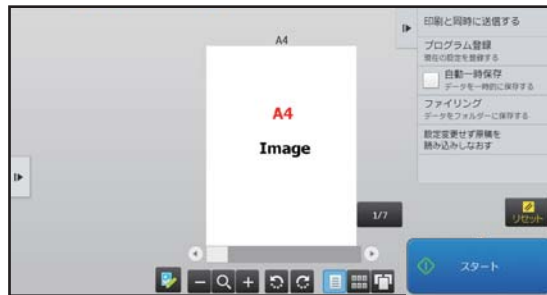 A4
A4
Image
1/7
印刷と同時に送信する
プログラム登録
現在の設定を登録する
自動一時保存
データを一時的に保存する
ファイリング
データをフォルダーに保存する
設定変更せず原稿を
読み込みしなおす
リセット
スタート